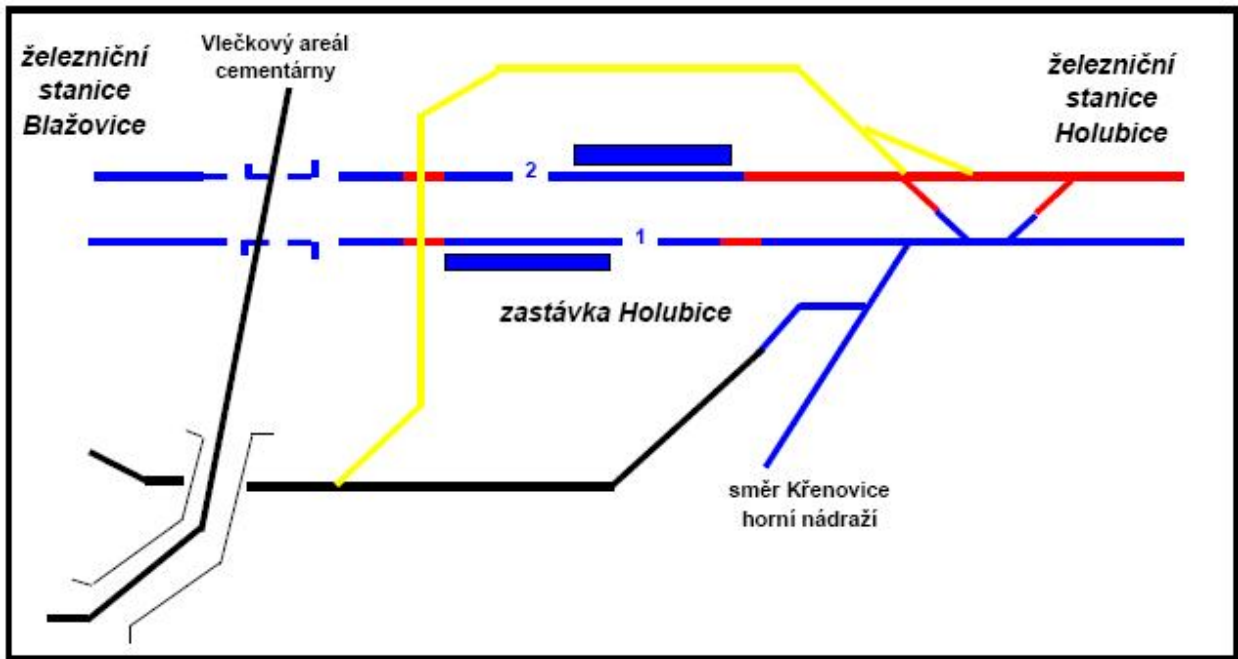 železniční
stanice
Blažovice
Vlečkový areál
cementárny
železniční
stanice
Holubice
2
1
zastávka Holubice
směr Křenovice
horní nádraží